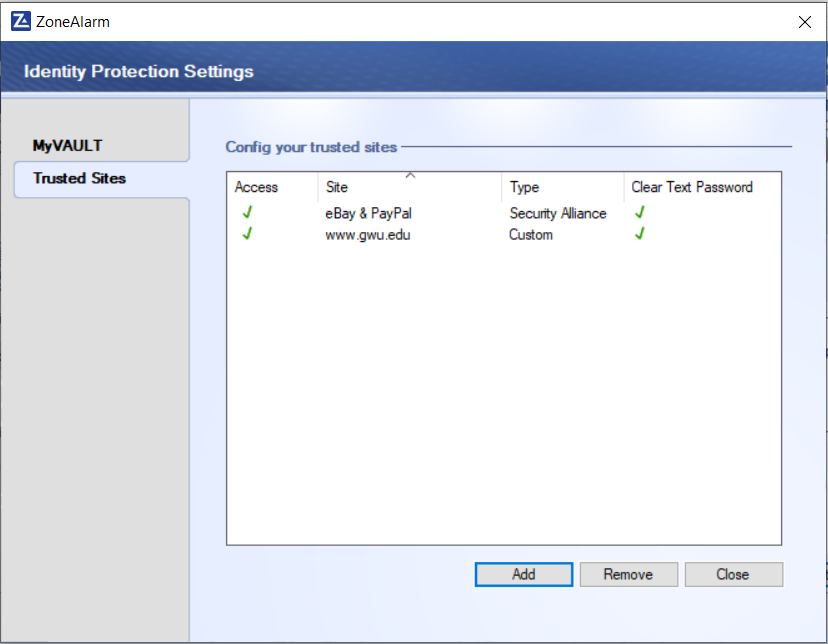 ZoneAlarm
Identity Protection Settings
MyVAULT
Trusted Sites
Config your trusted sites
Access Site Type Clear Text Password
eBay & PayPal Security Alliance
www.gwu.edu Custom
Add Remove Close